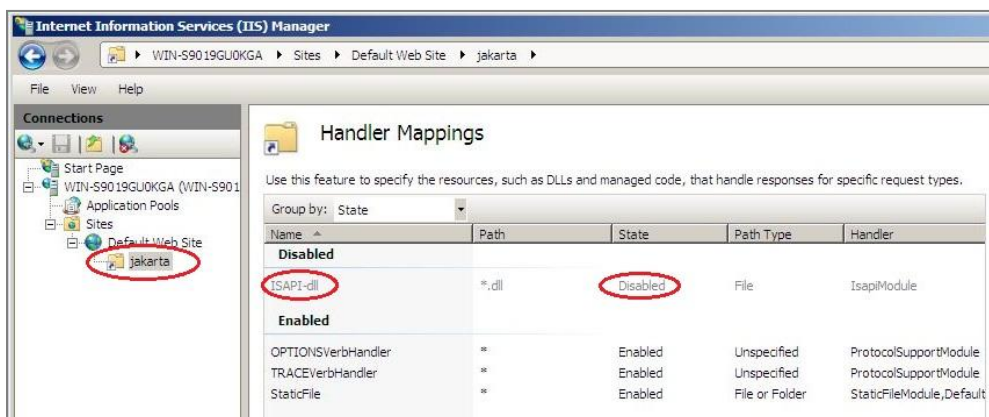 Internet Information Services (IIS) Manager
WIN-S9019GU0KGA Sites Default Web Site jakarta
File View Help
Connections
Start Page
WIN-S9019GU0KGA (WIN-S901
Application Pools
Sites
Default Web Site
jakarta
Handler Mappings
Use this feature to specify the resources, such as DLLs and managed code, that handle responses for specific request types.
Group by: State
Name Path State Path Type Handler
Disabled
ISAPI-dll *.dll Disabled File IsapiModule
Enabled
OPTIONSVerbHandler * Enabled Unspecified ProtocolSupportModule
TRACEVerbHandler * Enabled Unspecified ProtocolSupportModule
StaticFile * Enabled File or Folder StaticFileModule,Default